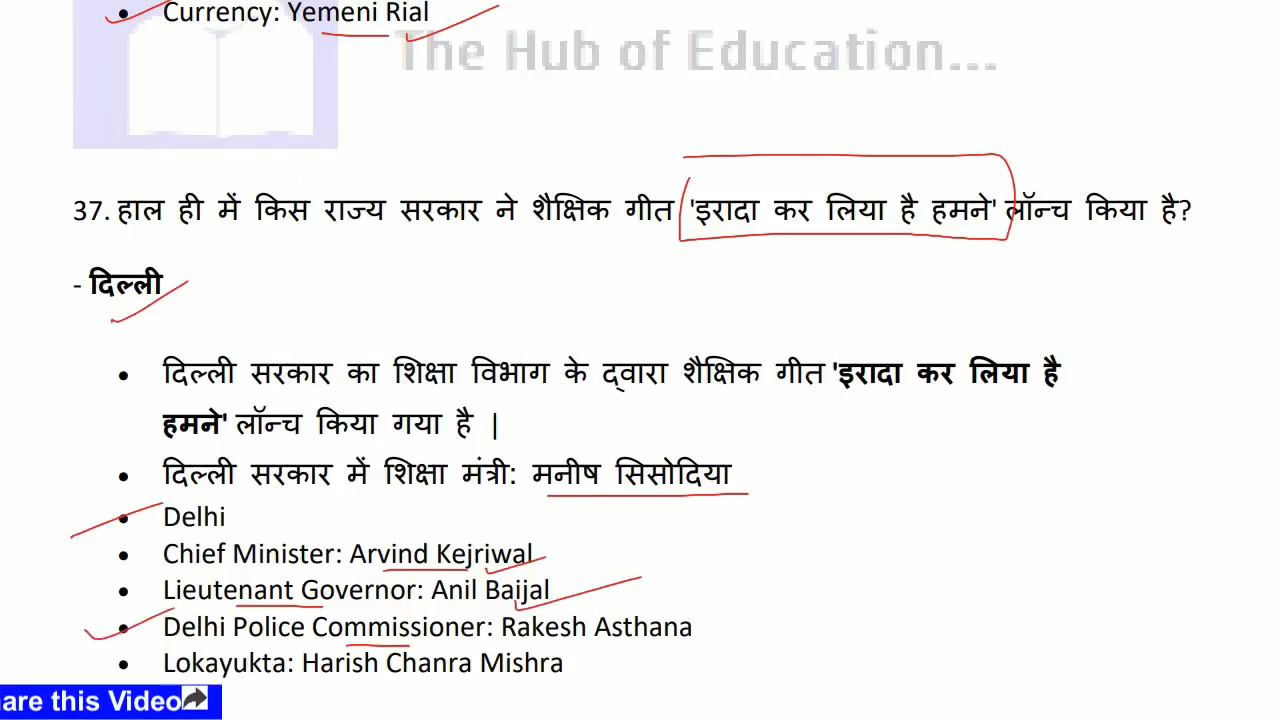 • Currency: Yemeni Rial
The Hub of Education...
37. हाल ही में किस राज्य सरकार ने शैक्षिक गीत 'इरादा कर लिया है हमने' लॉन्च किया है?
- दिल्ली
• दिल्ली सरकार का शिक्षा विभाग के द्वारा शैक्षिक गीत 'इरादा कर लिया है
हमने' लॉन्च किया गया है |
• दिल्ली सरकार में शिक्षा मंत्री: मनीष सिसोदिया
• Delhi
• Chief Minister: Arvind Kejriwal
• Lieutenant Governor: Anil Baijal
• Delhi Police Commissioner: Rakesh Asthana
• Lokayukta: Harish Chanra Mishra
are this Video